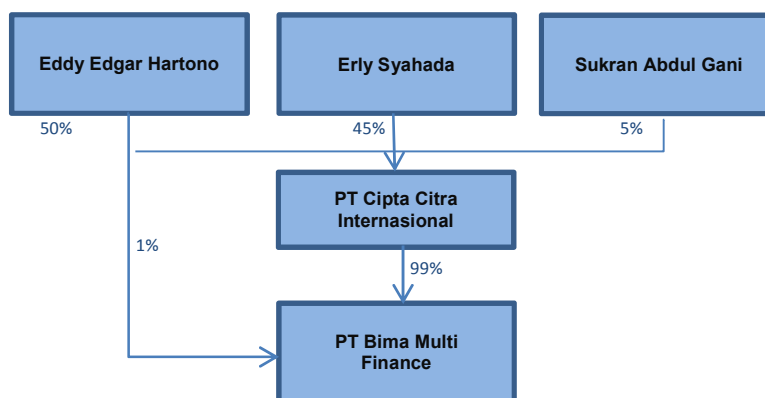 Eddy Edgar Hartono
Erly Syahada
Sukran Abdul Gani
50%
45%
5%
PT Cipta Citra
Internasional
1%
99%
PT Bima Multi
Finance